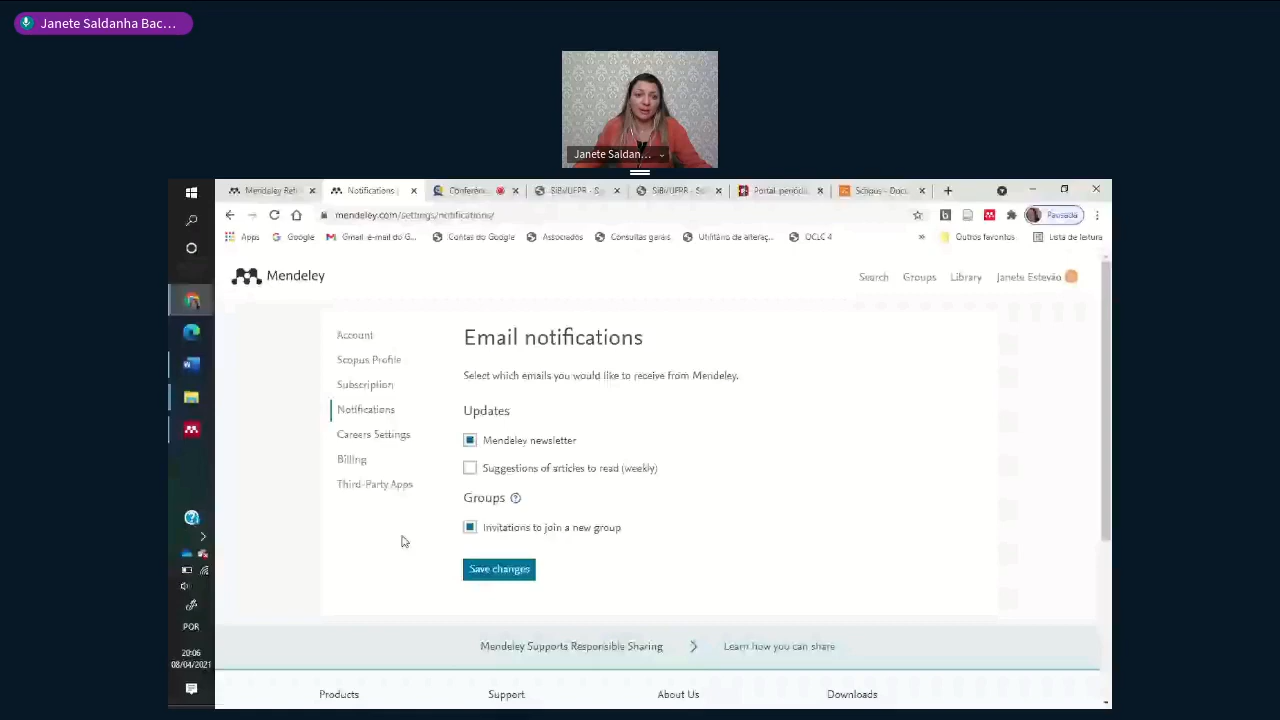 Janete Saldanha Bac...
Janete Saldan...
Mendeley Ref
Notifications
Conferên
SiBi/UFPR - S
SiBi/UFPR - S
Portal .periódic
Scopus - Docu
mendeley.com/settings/notifications/
Pausada
Apps
Google
Gmail: é-mail do G...
Contas do Google
Associados
Consultas gerais
Utilitário de alteraç...
OCLC 4
»
Outros favoritos
Lista de leitura
Mendeley
Search
Groups
Library
Janete Estevão
Account
Scopus Profile
Subscription
Notifications
Careers Settings
Billing
Third-Party Apps
Email notifications
Select which emails you would like to receive from Mendeley.
Updates
Mendeley newsletter
Suggestions of articles to read (weekly)
Groups
Invitations to join a new group
Save changes
Mendeley Supports Responsible Sharing
Learn how you can share
Products
Support
About Us
Downloads
POR
20:06
08/04/2021